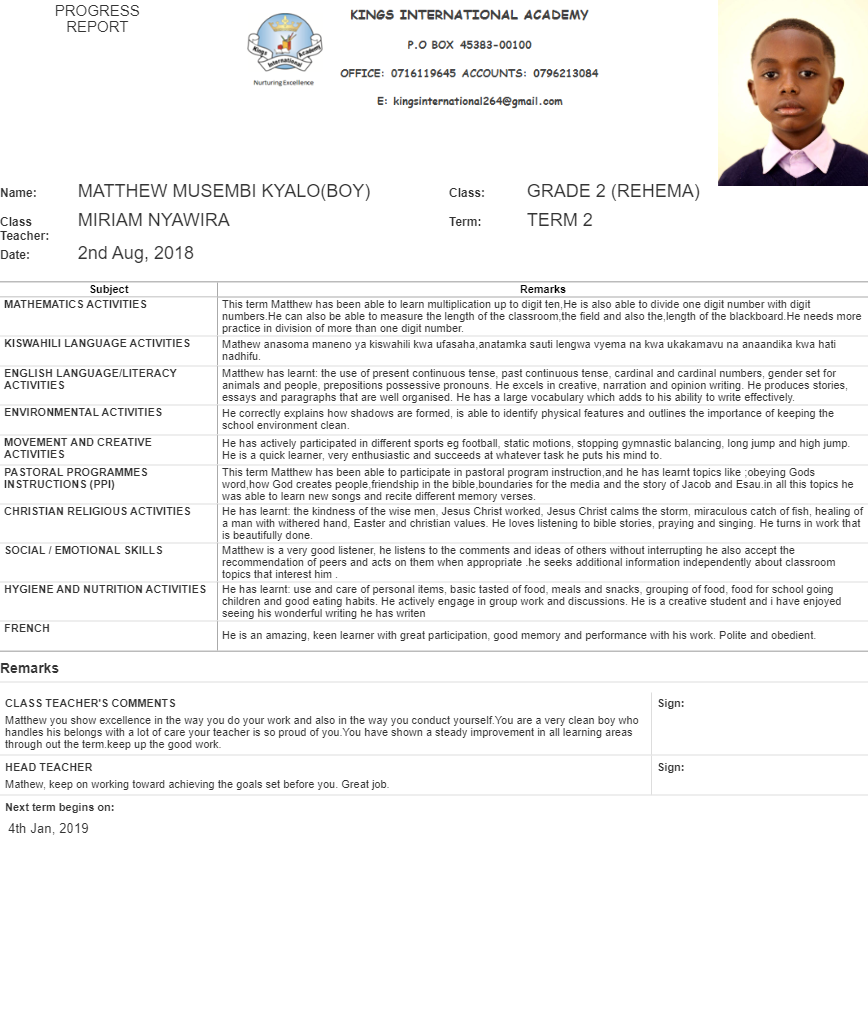 PROGRESS
REPORT
Kings International Academy
Nurturing Excellence
KINGS INTERNATIONAL ACADEMY
P.O BOX 45383-00100
OFFICE: 0716119645 ACCOUNTS: 0796213084
E: kingsinternational264@gmail.com
Name: MATTHEW MUSEMBI KYALO(BOY) Class: GRADE 2 (REHEMA)
Class Teacher: MIRIAM NYAWIRA Term: TERM 2
Date: 2nd Aug, 2018
Subject Remarks
MATHEMATICS ACTIVITIES
This term Matthew has been able to learn multiplication up to digit ten,He is also able to divide one digit number with digit
numbers.He can also be able to measure the length of the classroom,the field and also the,length of the blackboard.He needs more
practice in division of more than one digit number.
KISWAHILI LANGUAGE ACTIVITIES
Mathew anasoma maneno ya kiswahili kwa ufasaha,anatamka sauti lengwa vyema na kwa ukakamavu na anaandika kwa hati
nadhifu.
ENGLISH LANGUAGE/LITERACY
ACTIVITIES
Matthew has learnt: the use of present continuous tense, past continuous tense, cardinal and cardinal numbers, gender set for
animals and people, prepositions possessive pronouns. He excels in creative, narration and opinion writing. He produces stories,
essays and paragraphs that are well organised. He has a large vocabulary which adds to his ability to write effectively.
ENVIRONMENTAL ACTIVITIES
He correctly explains how shadows are formed, is able to identify physical features and outlines the importance of keeping the
school environment clean.
MOVEMENT AND CREATIVE
ACTIVITIES
He has actively participated in different sports eg football, static motions, stopping gymnastic balancing, long jump and high jump.
He is a quick learner, very enthusiastic and succeeds at whatever task he puts his mind to.
PASTORAL PROGRAMMES
INSTRUCTIONS (PPI)
This term Matthew has been able to participate in pastoral program instruction,and he has learnt topics like ;obeying Gods
word,how God creates people,friendship in the bible,boundaries for the media and the story of Jacob and Esau.in all this topics he
was able to learn new songs and recite different memory verses.
CHRISTIAN RELIGIOUS ACTIVITIES
He has learnt: the kindness of the wise men, Jesus Christ worked, Jesus Christ calms the storm, miraculous catch of fish, healing of
a man with withered hand, Easter and christian values. He loves listening to bible stories, praying and singing. He turns in work that
is beautifully done.
SOCIAL / EMOTIONAL SKILLS
Matthew is a very good listener, he listens to the comments and ideas of others without interrupting he also accept the
recommendation of peers and acts on them when appropriate .he seeks additional information independently about classroom
topics that interest him .
HYGIENE AND NUTRITION ACTIVITIES
He has learnt: use and care of personal items, basic tasted of food, meals and snacks, grouping of food, food for school going
children and good eating habits. He actively engage in group work and discussions. He is a creative student and i have enjoyed
seeing his wonderful writing he has writen
FRENCH
He is an amazing, keen learner with great participation, good memory and performance with his work. Polite and obedient.
Remarks
CLASS TEACHER'S COMMENTS
Matthew you show excellence in the way you do your work and also in the way you conduct yourself.You are a very clean boy who
handles his belongs with a lot of care your teacher is so proud of you.You have shown a steady improvement in all learning areas
through out the term.keep up the good work.
Sign:
HEAD TEACHER
Mathew, keep on working toward achieving the goals set before you. Great job.
Sign:
Next term begins on:
4th Jan, 2019